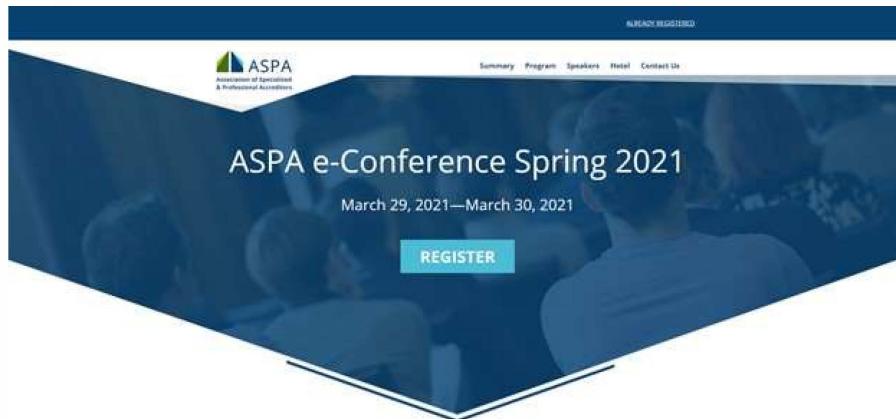 ALREADY REGISTERED
ASPA
Association of Specialized
& Professional Accreditors
Summary Program Speakers Hotel Contact Us
ASPA e-Conference Spring 2021
March 29, 2021—March 30, 2021
REGISTER